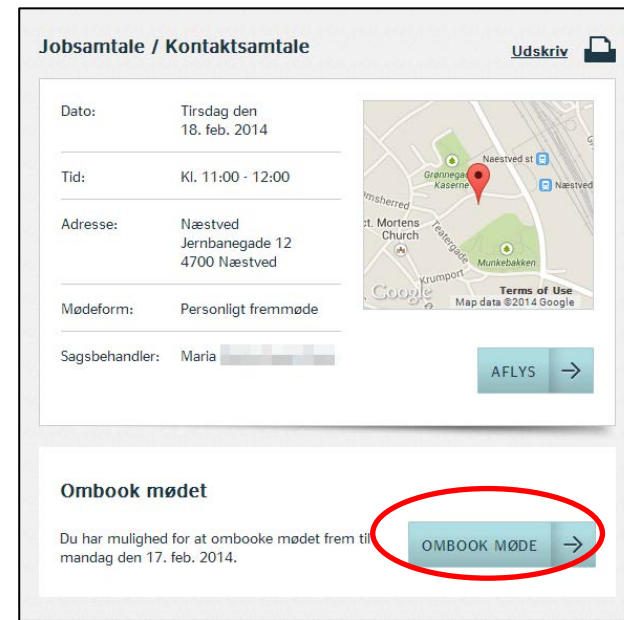 Jobsamtale / Kontaktsamtale
Udskriv
Dato: Tirsdag den
18. feb. 2014
Tid: Kl. 11:00 - 12:00
Adresse: Næstved
Jernbanegade 12
4700 Næstved
Mødeform: Personligt fremmøde
Sagsbehandler: Maria
Naestved st
Næstved
Grønnegade
Kaserne
ct. Mortens
Church
Teatergade
Munkebakken
Krumport
Google
Terms of Use
Map data ©2014 Google
AFLYS
Ombook mødet
Du har mulighed for at ombooke mødet frem til
mandag den 17. feb. 2014.
OMBOOK MØDE